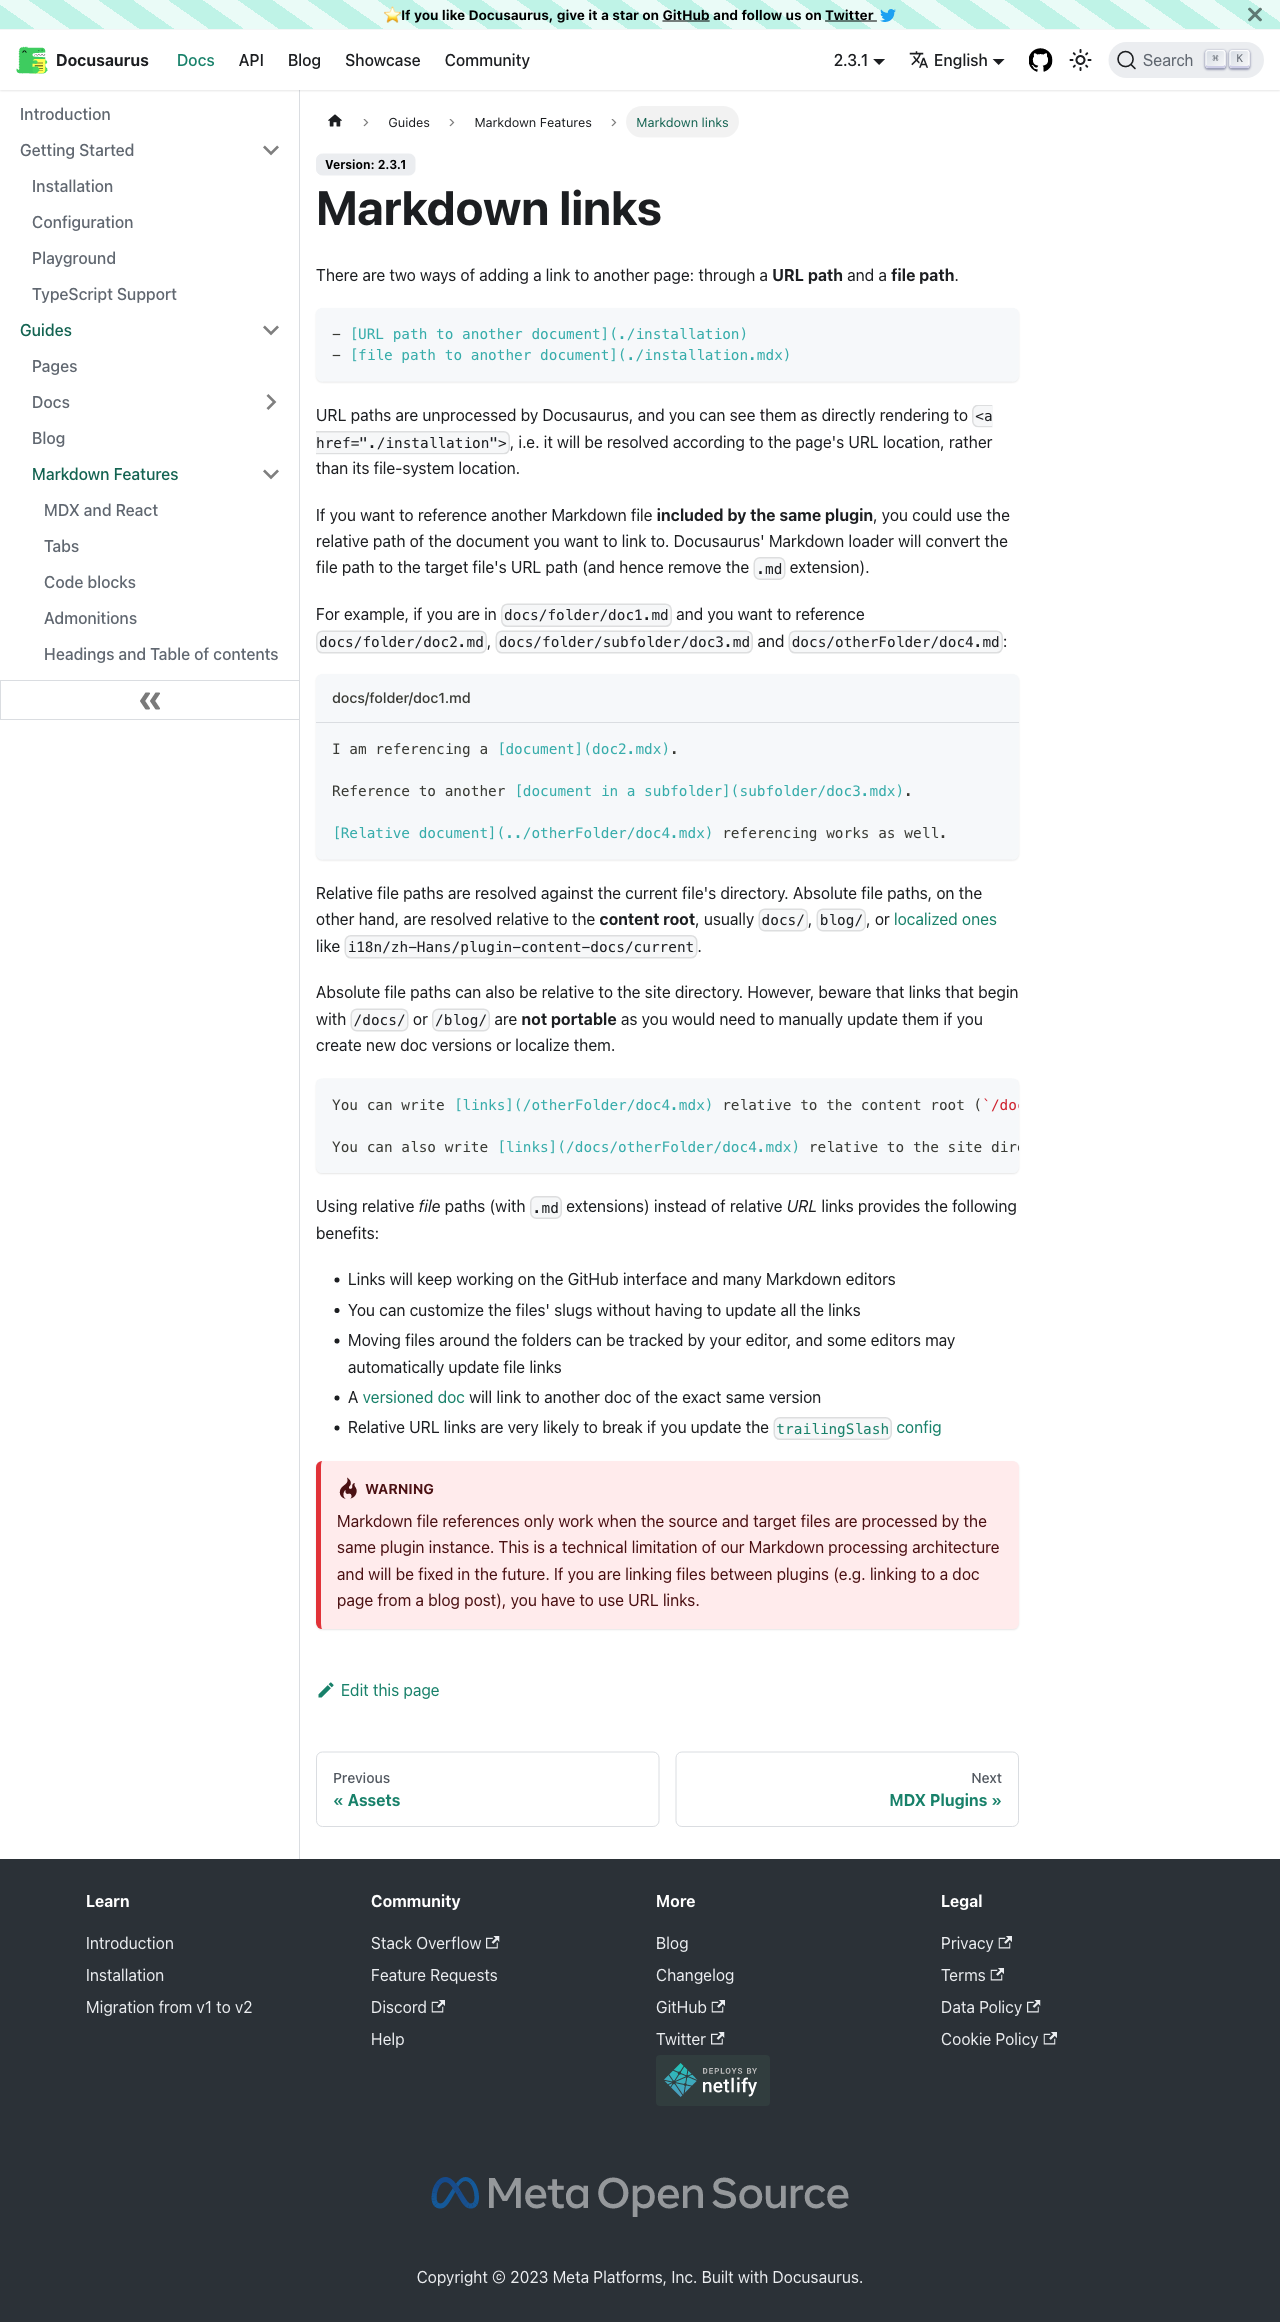 ⭐️If you like Docusaurus, give it a star on GitHub and follow us on Twitter
Docusaurus
Docs
API
Blog
Showcase
Community
2.3.1
English
Search
⌘
K
Introduction
Getting Started
Installation
Configuration
Playground
TypeScript Support
Guides
Pages
Docs
Blog
Markdown Features
MDX and React
Tabs
Code blocks
Admonitions
Headings and Table of contents
Guides
Markdown Features
Markdown links
Version: 2.3.1
Markdown links
There are two ways of adding a link to another page: through a URL path and a file path.
- [URL path to another document](./installation)
- [file path to another document](./installation.mdx)
URL paths are unprocessed by Docusaurus, and you can see them as directly rendering to <a
href="./installation">, i.e. it will be resolved according to the page's URL location, rather
than its file-system location.
If you want to reference another Markdown file included by the same plugin, you could use the
relative path of the document you want to link to. Docusaurus' Markdown loader will convert the
file path to the target file's URL path (and hence remove the .md extension).
For example, if you are in docs/folder/doc1.md and you want to reference
docs/folder/doc2.md, docs/folder/subfolder/doc3.md and docs/otherFolder/doc4.md:
docs/folder/doc1.md
I am referencing a [document](doc2.mdx).
Reference to another [document in a subfolder](subfolder/doc3.mdx).
[Relative document](../otherFolder/doc4.mdx) referencing works as well.
Relative file paths are resolved against the current file's directory. Absolute file paths, on the
other hand, are resolved relative to the content root, usually docs/, blog/, or localized ones
like i18n/zh-Hans/plugin-content-docs/current.
Absolute file paths can also be relative to the site directory. However, beware that links that begin
with /docs/ or /blog/ are not portable as you would need to manually update them if you
create new doc versions or localize them.
You can write [links](/otherFolder/doc4.mdx) relative to the content root (`/doc
You can also write [links](/docs/otherFolder/doc4.mdx) relative to the site dire
Using relative file paths (with .md extensions) instead of relative URL links provides the following
benefits:
• Links will keep working on the GitHub interface and many Markdown editors
• You can customize the files' slugs without having to update all the links
• Moving files around the folders can be tracked by your editor, and some editors may
automatically update file links
• A versioned doc will link to another doc of the exact same version
• Relative URL links are very likely to break if you update the trailingSlash config
WARNING
Markdown file references only work when the source and target files are processed by the
same plugin instance. This is a technical limitation of our Markdown processing architecture
and will be fixed in the future. If you are linking files between plugins (e.g. linking to a doc
page from a blog post), you have to use URL links.
Edit this page
Previous
« Assets
Next
MDX Plugins »
Learn
Introduction
Installation
Migration from v1 to v2
Community
Stack Overflow
Feature Requests
Discord
Help
More
Blog
Changelog
GitHub
Twitter
DEPLOYS BY
netlify
Legal
Privacy
Terms
Data Policy
Cookie Policy
Meta Open Source
Copyright © 2023 Meta Platforms, Inc. Built with Docusaurus.